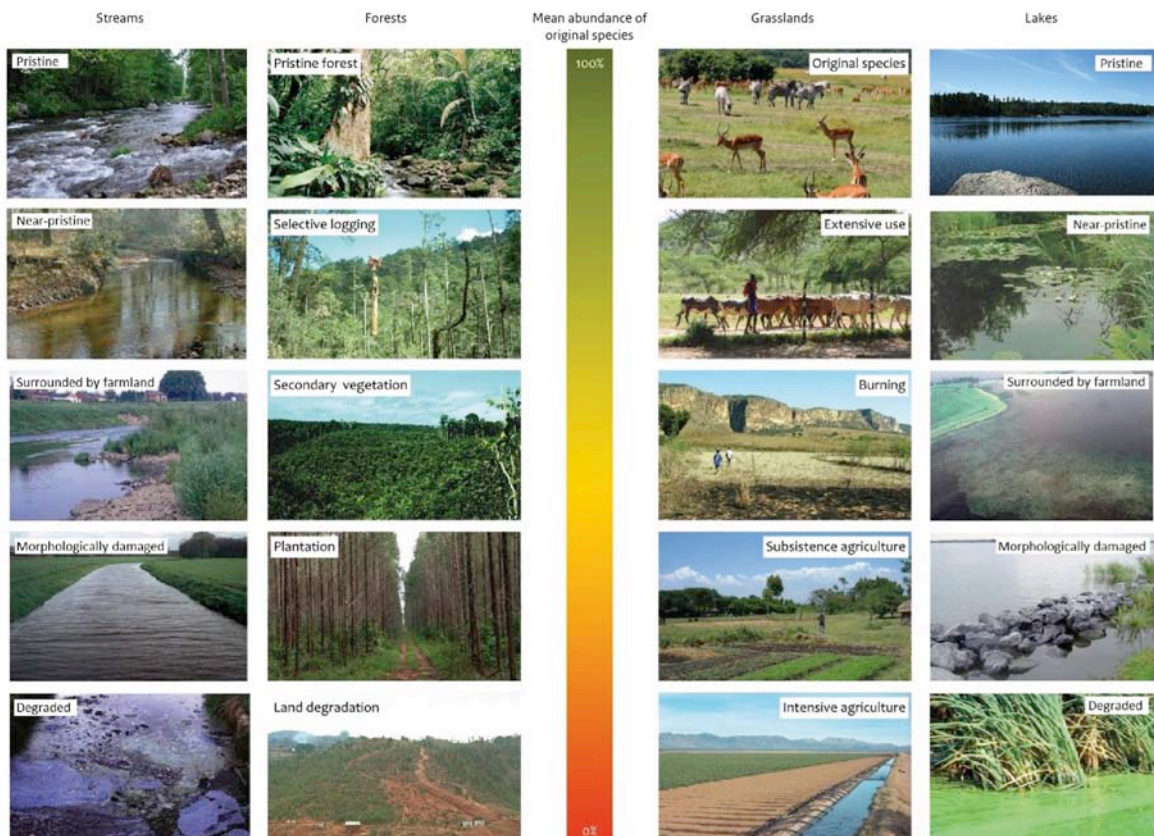 Streams
Forests
Mean abundance of
original species
Grasslands
Lakes
Pristine
Pristine forest
100%
Original species
Pristine
Near-pristine
Selective logging
Extensive use
Near-pristine
Surrounded by farmland
Secondary vegetation
Burning
Surrounded by farmland
Morphologically damaged
Plantation
Subsistence agriculture
Morphologically damaged
Degraded
Land degradation
Intensive agriculture
Degraded
0%